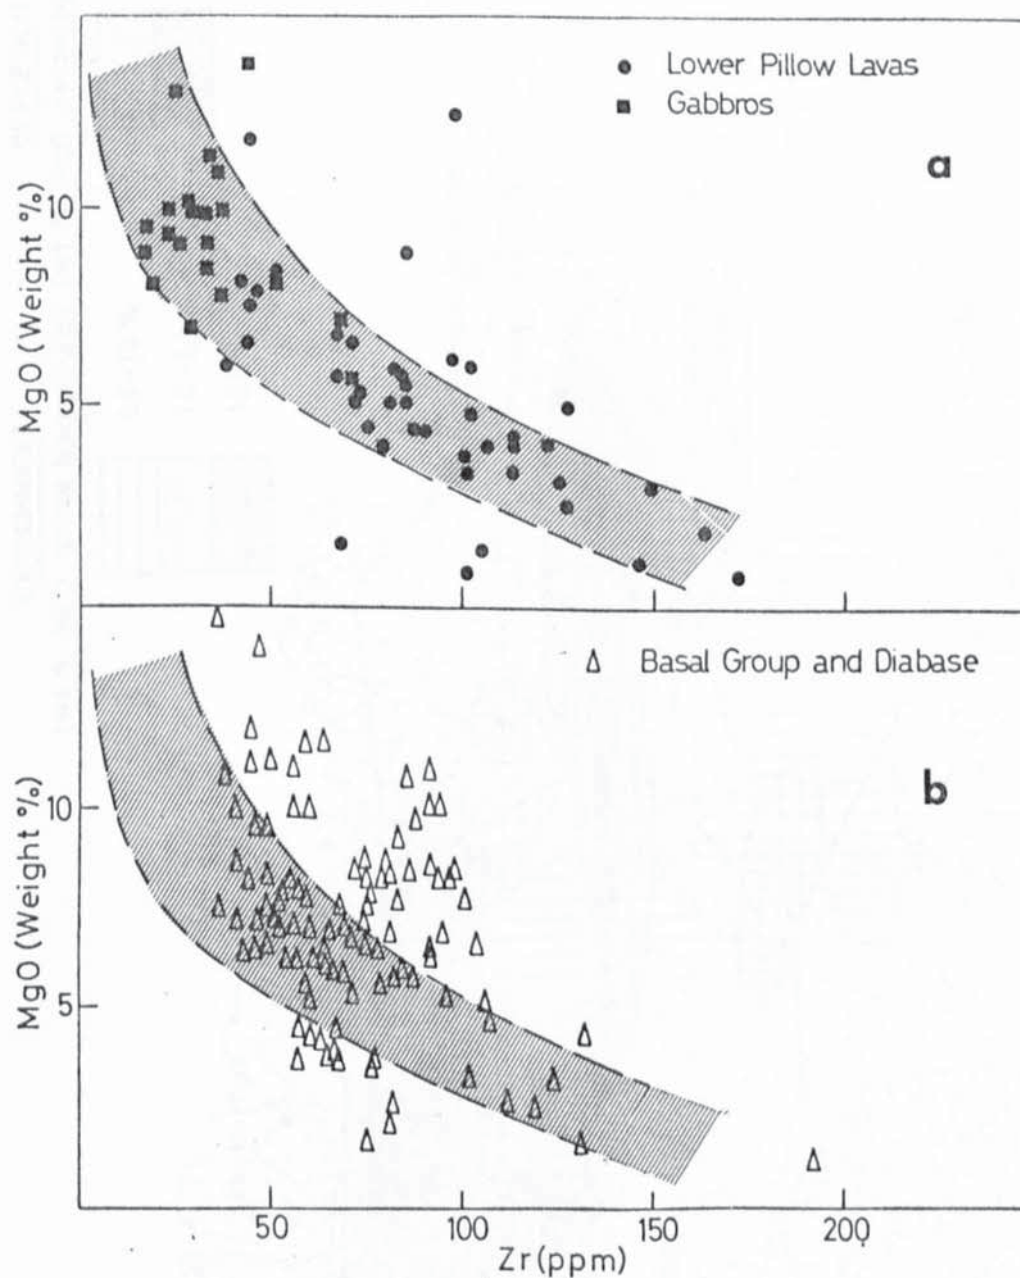 Lower Pillow Lavas
Gabbros
a
MgO (Weight %)
10
5
Basal Group and Diabase
b
MgO (Weight %)
10
5
50
100
150
200
Zr (ppm)